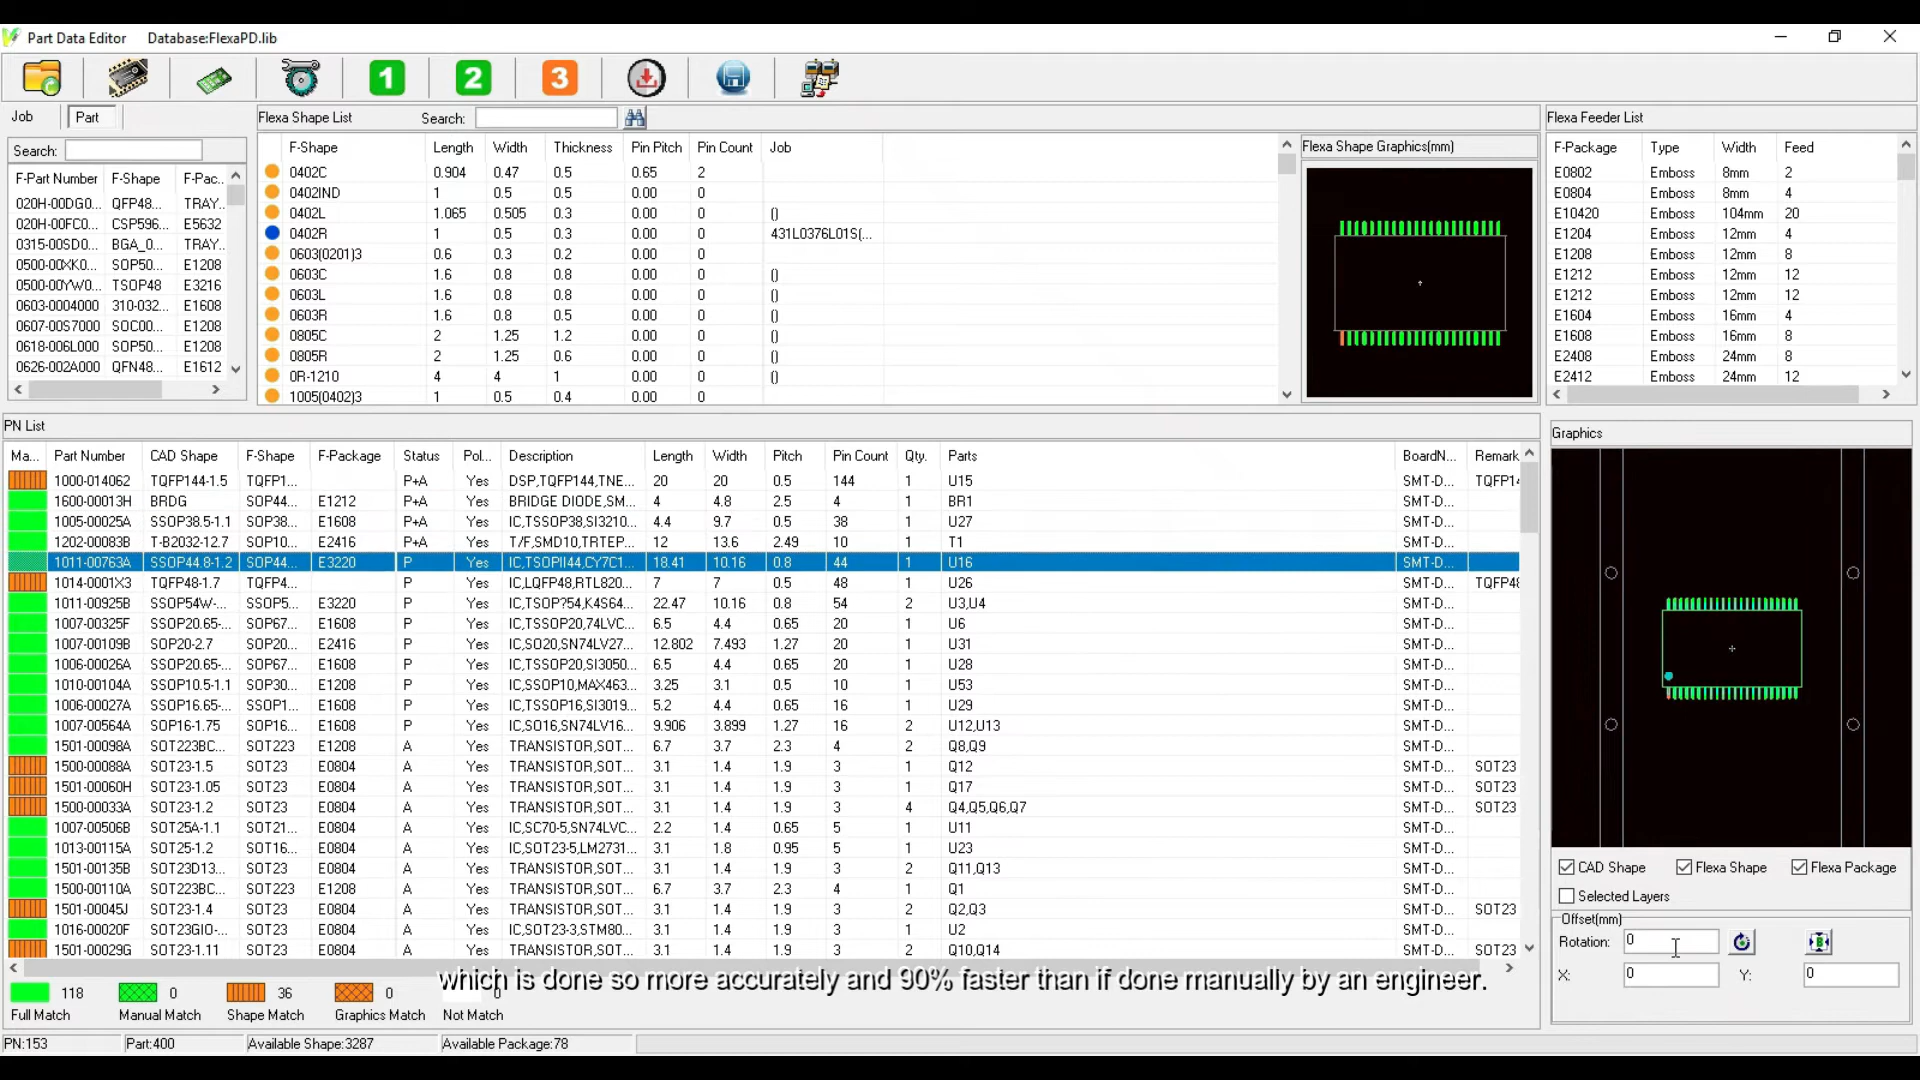 Part Data Editor Database:FlexaPD.lib
1 2 3
Job Part
Search:
F-Part Number F-Shape F-Pac...
020H-00DG0... QFP48... TRAY...
020H-00FC0... CSP596... E5632
0315-00SD0... BGA_0... TRAY...
0500-00XK0... SOP50... E1208
0500-00YW0... TSOP48 E3216
0603-0004000 310-032... E1608
0607-00S7000 SOC00... E1208
0618-006L000 SOP50... E1208
0626-002A000 QFN48... E1612
Flexa Shape List Search:
F-Shape Length Width Thickness Pin Pitch Pin Count Job
0402C 0.904 0.47 0.5 0.65 2
0402IND 1 0.5 0.5 0.00 0
0402L 1.065 0.505 0.3 0.00 0 ()
0402R 1 0.5 0.3 0.00 0 431L0376L01S(...
0603(0201)3 0.6 0.3 0.2 0.00 0
0603C 1.6 0.8 0.8 0.00 0 ()
0603L 1.6 0.8 0.8 0.00 0 ()
0603R 1.6 0.8 0.5 0.00 0 ()
0805C 2 1.25 1.2 0.00 0 ()
0805R 2 1.25 0.6 0.00 0 ()
0R-1210 4 4 1 0.00 0 ()
1005(0402)3 1 0.5 0.4 0.00 0
Flexa Shape Graphics(mm)
Flexa Feeder List
F-Package Type Width Feed
E0802 Emboss 8mm 2
E0804 Emboss 8mm 4
E10420 Emboss 104mm 20
E1204 Emboss 12mm 4
E1208 Emboss 12mm 8
E1212 Emboss 12mm 12
E1212 Emboss 12mm 12
E1604 Emboss 16mm 4
E1608 Emboss 16mm 8
E2408 Emboss 24mm 8
E2412 Emboss 24mm 12
PN List
Ma... Part Number CAD Shape F-Shape F-Package Status Pol... Description Length Width Pitch Pin Count Qty. Parts BoardN... Remark
1000-014062 TQFP144-1.5 TQFP1... P+A Yes DSP,TQFP144,TNE... 20 20 0.5 144 1 U15 SMT-D... TQFP14
1600-00013H BRDG SOP44... E1212 P+A Yes BRIDGE DIODE,SM... 4 4.8 2.5 4 1 BR1 SMT-D...
1005-00025A SSOP38.5-1.1 SOP38... E1608 P+A Yes IC,TSSOP38,SI3210... 4.4 9.7 0.5 38 1 U27 SMT-D...
1202-00083B T-B2032-12.7 SOP10... E2416 P+A Yes T/F,SMD10,TRTEP... 12 13.6 2.49 10 1 T1 SMT-D...
1011-00763A SSOP44.8-1.2 SOP44... E3220 P Yes IC,TSOPII44,CY7C1... 18.41 10.16 0.8 44 1 U16 SMT-D...
1014-0001X3 TQFP48-1.7 TQFP4... P Yes IC,LQFP48,RTL820... 7 7 0.5 48 1 U26 SMT-D... TQFP48
1011-00925B SSOP54W-... SSOP5... E3220 P Yes IC,TSOP?54,K4S64... 22.47 10.16 0.8 54 2 U3,U4 SMT-D...
1007-00325F SSOP20.65-... SOP67... E1608 P Yes IC,TSSOP20,74LVC... 6.5 4.4 0.65 20 1 U6 SMT-D...
1007-00109B SOP20-2.7 SOP20... E2416 P Yes IC,SO20,SN74LV27... 12.802 7.493 1.27 20 1 U31 SMT-D...
1006-00026A SSOP20.65-... SOP67... E1608 P Yes IC,TSSOP20,SI3050... 6.5 4.4 0.65 20 1 U28 SMT-D...
1010-00104A SSOP10.5-1.1 SOP30... E1208 P Yes IC,SSOP10,MAX463... 3.25 3.1 0.5 10 1 U53 SMT-D...
1006-00027A SSOP16.65-... SSOP1... E1608 P Yes IC,TSSOP16,SI3019... 5.2 4.4 0.65 16 1 U29 SMT-D...
1007-00564A SOP16-1.75 SOP16... E1608 P Yes IC,SO16,SN74LV16... 9.906 3.899 1.27 16 2 U12,U13 SMT-D...
1501-00098A SOT223BC... SOT223 E1208 A Yes TRANSISTOR,SOT... 6.7 3.7 2.3 4 2 Q8,Q9 SMT-D...
1500-00088A SOT23-1.5 SOT23 E0804 A Yes TRANSISTOR,SOT... 3.1 1.4 1.9 3 1 Q12 SMT-D... SOT23
1501-00060H SOT23-1.05 SOT23 E0804 A Yes TRANSISTOR,SOT... 3.1 1.4 1.9 3 1 Q17 SMT-D... SOT23
1500-00033A SOT23-1.2 SOT23 E0804 A Yes TRANSISTOR,SOT... 3.1 1.4 1.9 3 4 Q4,Q5,Q6,Q7 SMT-D... SOT23
1007-00506B SOT25A-1.1 SOT21... E0804 A Yes IC,SC70-5,SN74LVC... 2.2 1.4 0.65 5 1 U11 SMT-D...
1013-00115A SOT25-1.2 SOT16... E0804 A Yes IC,SOT23-5,LM2731... 3.1 1.8 0.95 5 1 U23 SMT-D...
1501-00135B SOT23D13... SOT23 E0804 A Yes TRANSISTOR,SOT... 3.1 1.4 1.9 3 2 Q11,Q13 SMT-D...
1500-00110A SOT223BC... SOT223 E1208 A Yes TRANSISTOR,SOT... 6.7 3.7 2.3 4 1 Q1 SMT-D...
1501-00045J SOT23-1.4 SOT23 E0804 A Yes TRANSISTOR,SOT... 3.1 1.4 1.9 3 2 Q2,Q3 SMT-D... SOT23
1016-00020F SOT23GIO-... SOT23 E0804 A Yes IC,SOT23-3,STM80... 3.1 1.4 1.9 3 1 U2 SMT-D...
1501-00029G SOT23-1.11 SOT23 E0804 A Yes TRANSISTOR,SOT... 3.1 1.4 1.9 3 2 Q10,Q14 SMT-D... SOT23
which is done so more accurately and 90% faster than if done manually by an engineer.
118 0 36 0 0
Full Match Manual Match Shape Match Graphics Match Not Match
PN:153 Part:400 Available Shape:3287 Available Package:78
Graphics
CAD Shape Flexa Shape Flexa Package
Selected Layers
Offset(mm)
Rotation: 0
X: 0 Y: 0